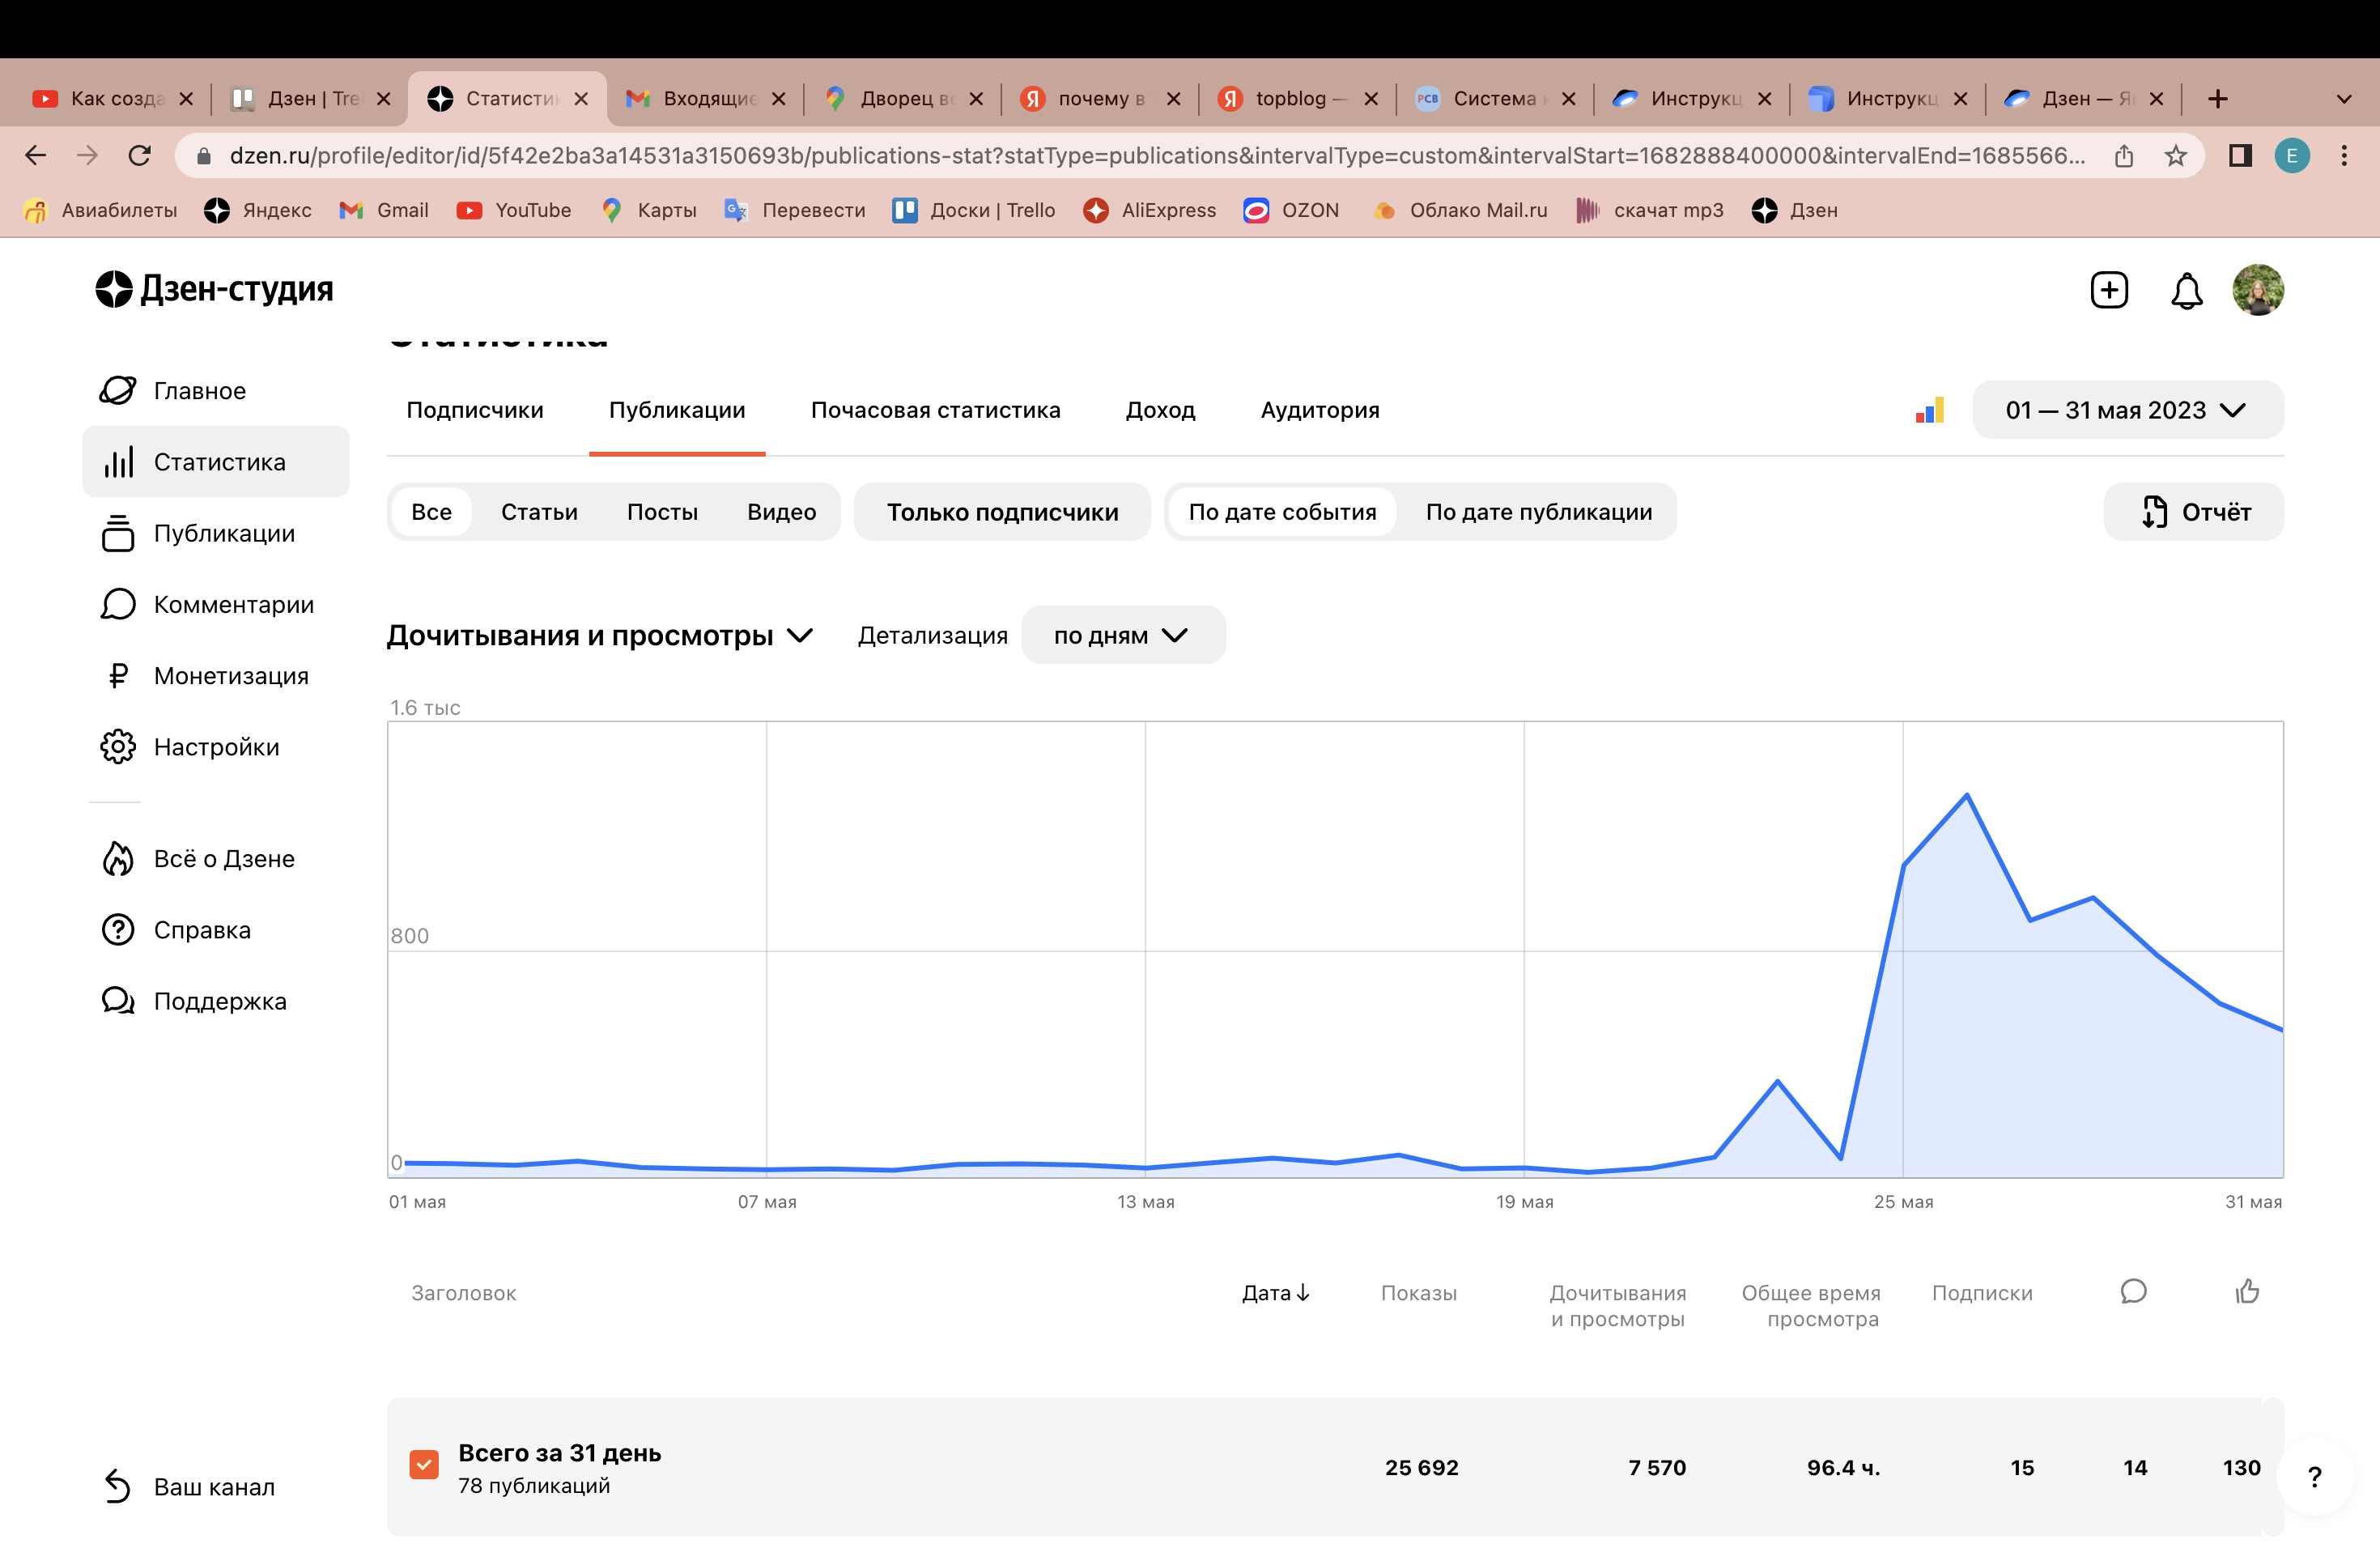 Как созда
Дзен | Tre
Статисти
Входящие
Дворец ве
почему в
topblog —
РСВ
Система
Инструкц
Инструкц
Дзен — Я
dzen.ru/profile/editor/id/5f42e2ba3a14531a3150693b/publications-stat?statType=publications&intervalType=custom&intervalStart=1682888400000&intervalEnd=1685566...
E
Авиабилеты
Яндекс
Gmail
YouTube
Карты
Перевести
Доски | Trello
AliExpress
OZON
Облако Mail.ru
скачат mp3
Дзен
Дзен-студия
Статистика
Главное
Статистика
Публикации
Комментарии
Монетизация
Настройки
Всё о Дзене
Справка
Поддержка
Ваш канал
Подписчики
Публикации
Почасовая статистика
Доход
Аудитория
01 — 31 мая 2023
Все
Статьи
Посты
Видео
Только подписчики
По дате события
По дате публикации
Отчёт
Дочитывания и просмотры
Детализация
по дням
1.6 тыс
800
0
01 мая
07 мая
13 мая
19 мая
25 мая
31 мая
Заголовок
Дата↓
Показы
Дочитывания
и просмотры
Общее время
просмотра
Подписки
Всего за 31 день
78 публикаций
25 692
7 570
96.4 ч.
15
14
130
?